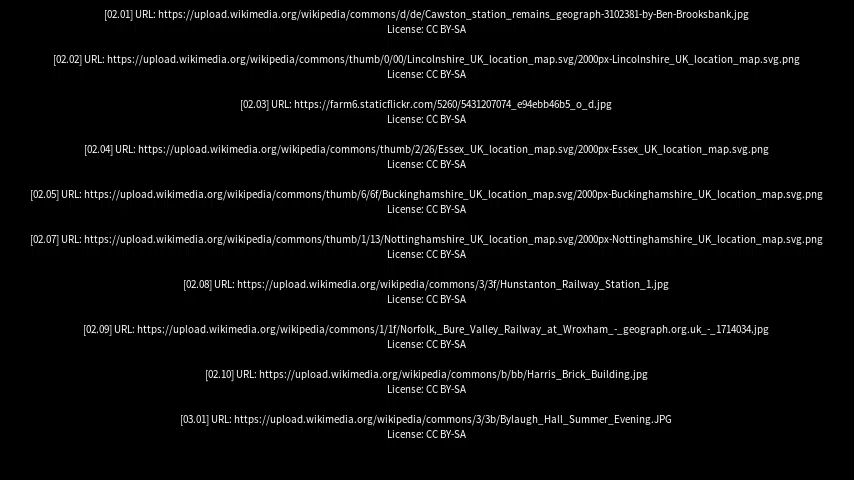 [02.01] URL: https://upload.wikimedia.org/wikipedia/commons/d/de/Cawston_station_remains_geograph-3102381-by-Ben-Brooksbank.jpg
License: CC BY-SA
[02.02] URL: https://upload.wikimedia.org/wikipedia/commons/thumb/0/00/Lincolnshire_UK_location_map.svg/2000px-Lincolnshire_UK_location_map.svg.png
License: CC BY-SA
[02.03] URL: https://farm6.staticflickr.com/5260/5431207074_e94ebb46b5_o_d.jpg
License: CC BY-SA
[02.04] URL: https://upload.wikimedia.org/wikipedia/commons/thumb/2/26/Essex_UK_location_map.svg/2000px-Essex_UK_location_map.svg.png
License: CC BY-SA
[02.05] URL: https://upload.wikimedia.org/wikipedia/commons/thumb/6/6f/Buckinghamshire_UK_location_map.svg/2000px-Buckinghamshire_UK_location_map.svg.png
License: CC BY-SA
[02.07] URL: https://upload.wikimedia.org/wikipedia/commons/thumb/1/13/Nottinghamshire_UK_location_map.svg/2000px-Nottinghamshire_UK_location_map.svg.png
License: CC BY-SA
[02.08] URL: https://upload.wikimedia.org/wikipedia/commons/3/3f/Hunstanton_Railway_Station_1.jpg
License: CC BY-SA
[02.09] URL: https://upload.wikimedia.org/wikipedia/commons/1/1f/Norfolk,_Bure_Valley_Railway_at_Wroxham_-_geograph.org.uk_-_1714034.jpg
License: CC BY-SA
[02.10] URL: https://upload.wikimedia.org/wikipedia/commons/b/bb/Harris_Brick_Building.jpg
License: CC BY-SA
[03.01] URL: https://upload.wikimedia.org/wikipedia/commons/3/3b/Bylaugh_Hall_Summer_Evening.JPG
License: CC BY-SA